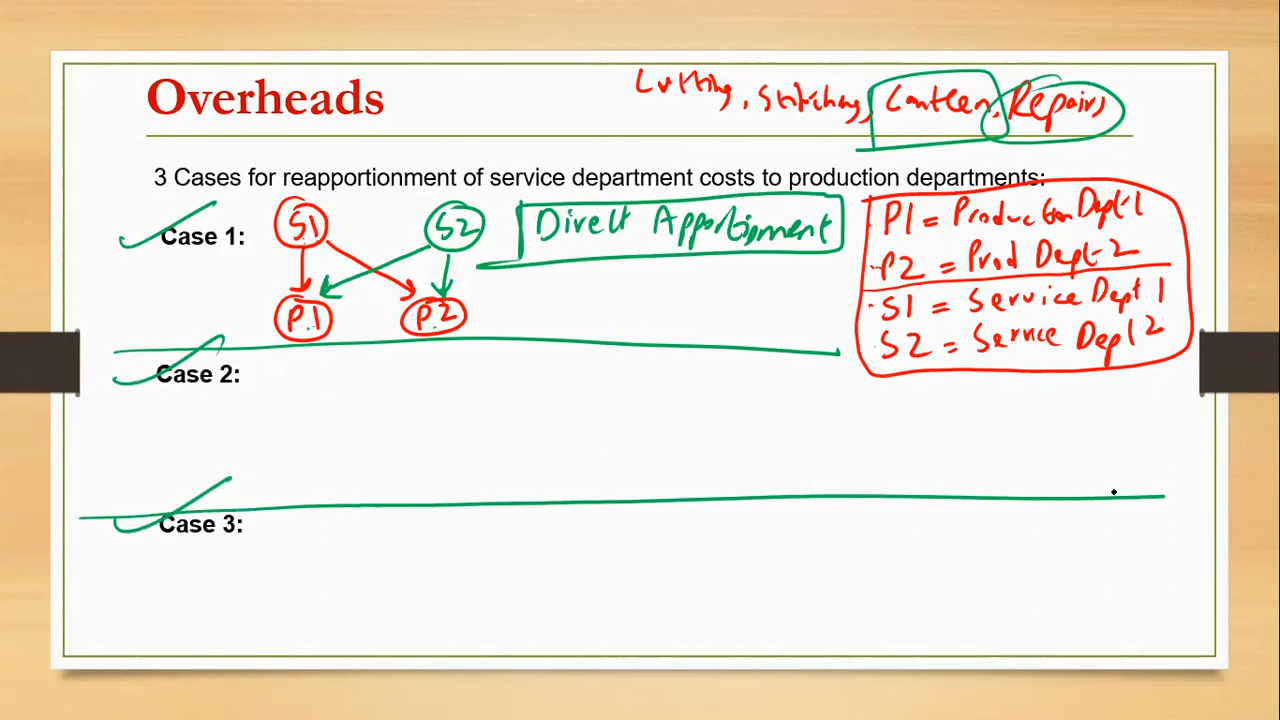 Overheads
Cutting, Stitching, Canteen, Repairs
3 Cases for reapportionment of service department costs to production departments:
Case 1:
S1 S2
Direct Apportionment
P1 P2
P1 = Production Dept-1
P2 = Prod Dept-2
S1 = Service Dept 1
S2 = Service Dept 2
Case 2:
Case 3: